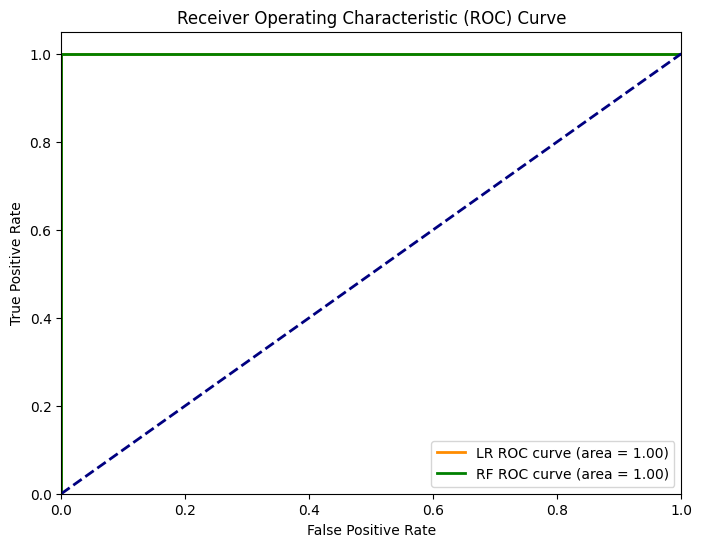 Receiver Operating Characteristic (ROC) Curve
1.0
0.8
0.6
0.4
0.2
0.0
True Positive Rate
LR ROC curve (area = 1.00)
RF ROC curve (area = 1.00)
0.0 0.2 0.4 0.6 0.8 1.0
False Positive Rate